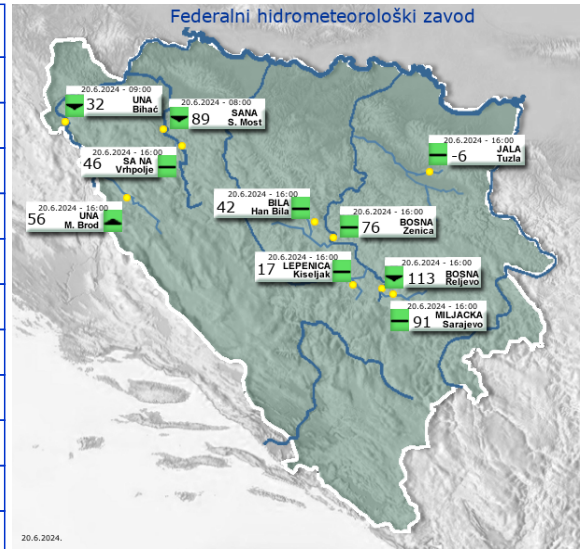 Federalni hidrometeorološki zavod
20.6.2024 - 09:00
32 UNA
Bihać
20.6.2024 - 08:00
89 SANA
S. Most
20.6.2024 - 16:00
46 SA NA
Vrhpolje
20.6.2024 - 16:00
-6 JALA
Tuzla
20.6.2024 - 16:00
56 UNA
M. Brod
20.6.2024 - 16:00
42 BILA
Han Bila
20.6.2024 - 16:00
76 BOSNA
Zenica
20.6.2024 - 16:00
17 LEPENICA
Kiseljak
20.6.2024 - 16:00
113 BOSNA
Reljevo
20.6.2024 - 16:00
91 MILJACKA
Sarajevo
20.6.2024.